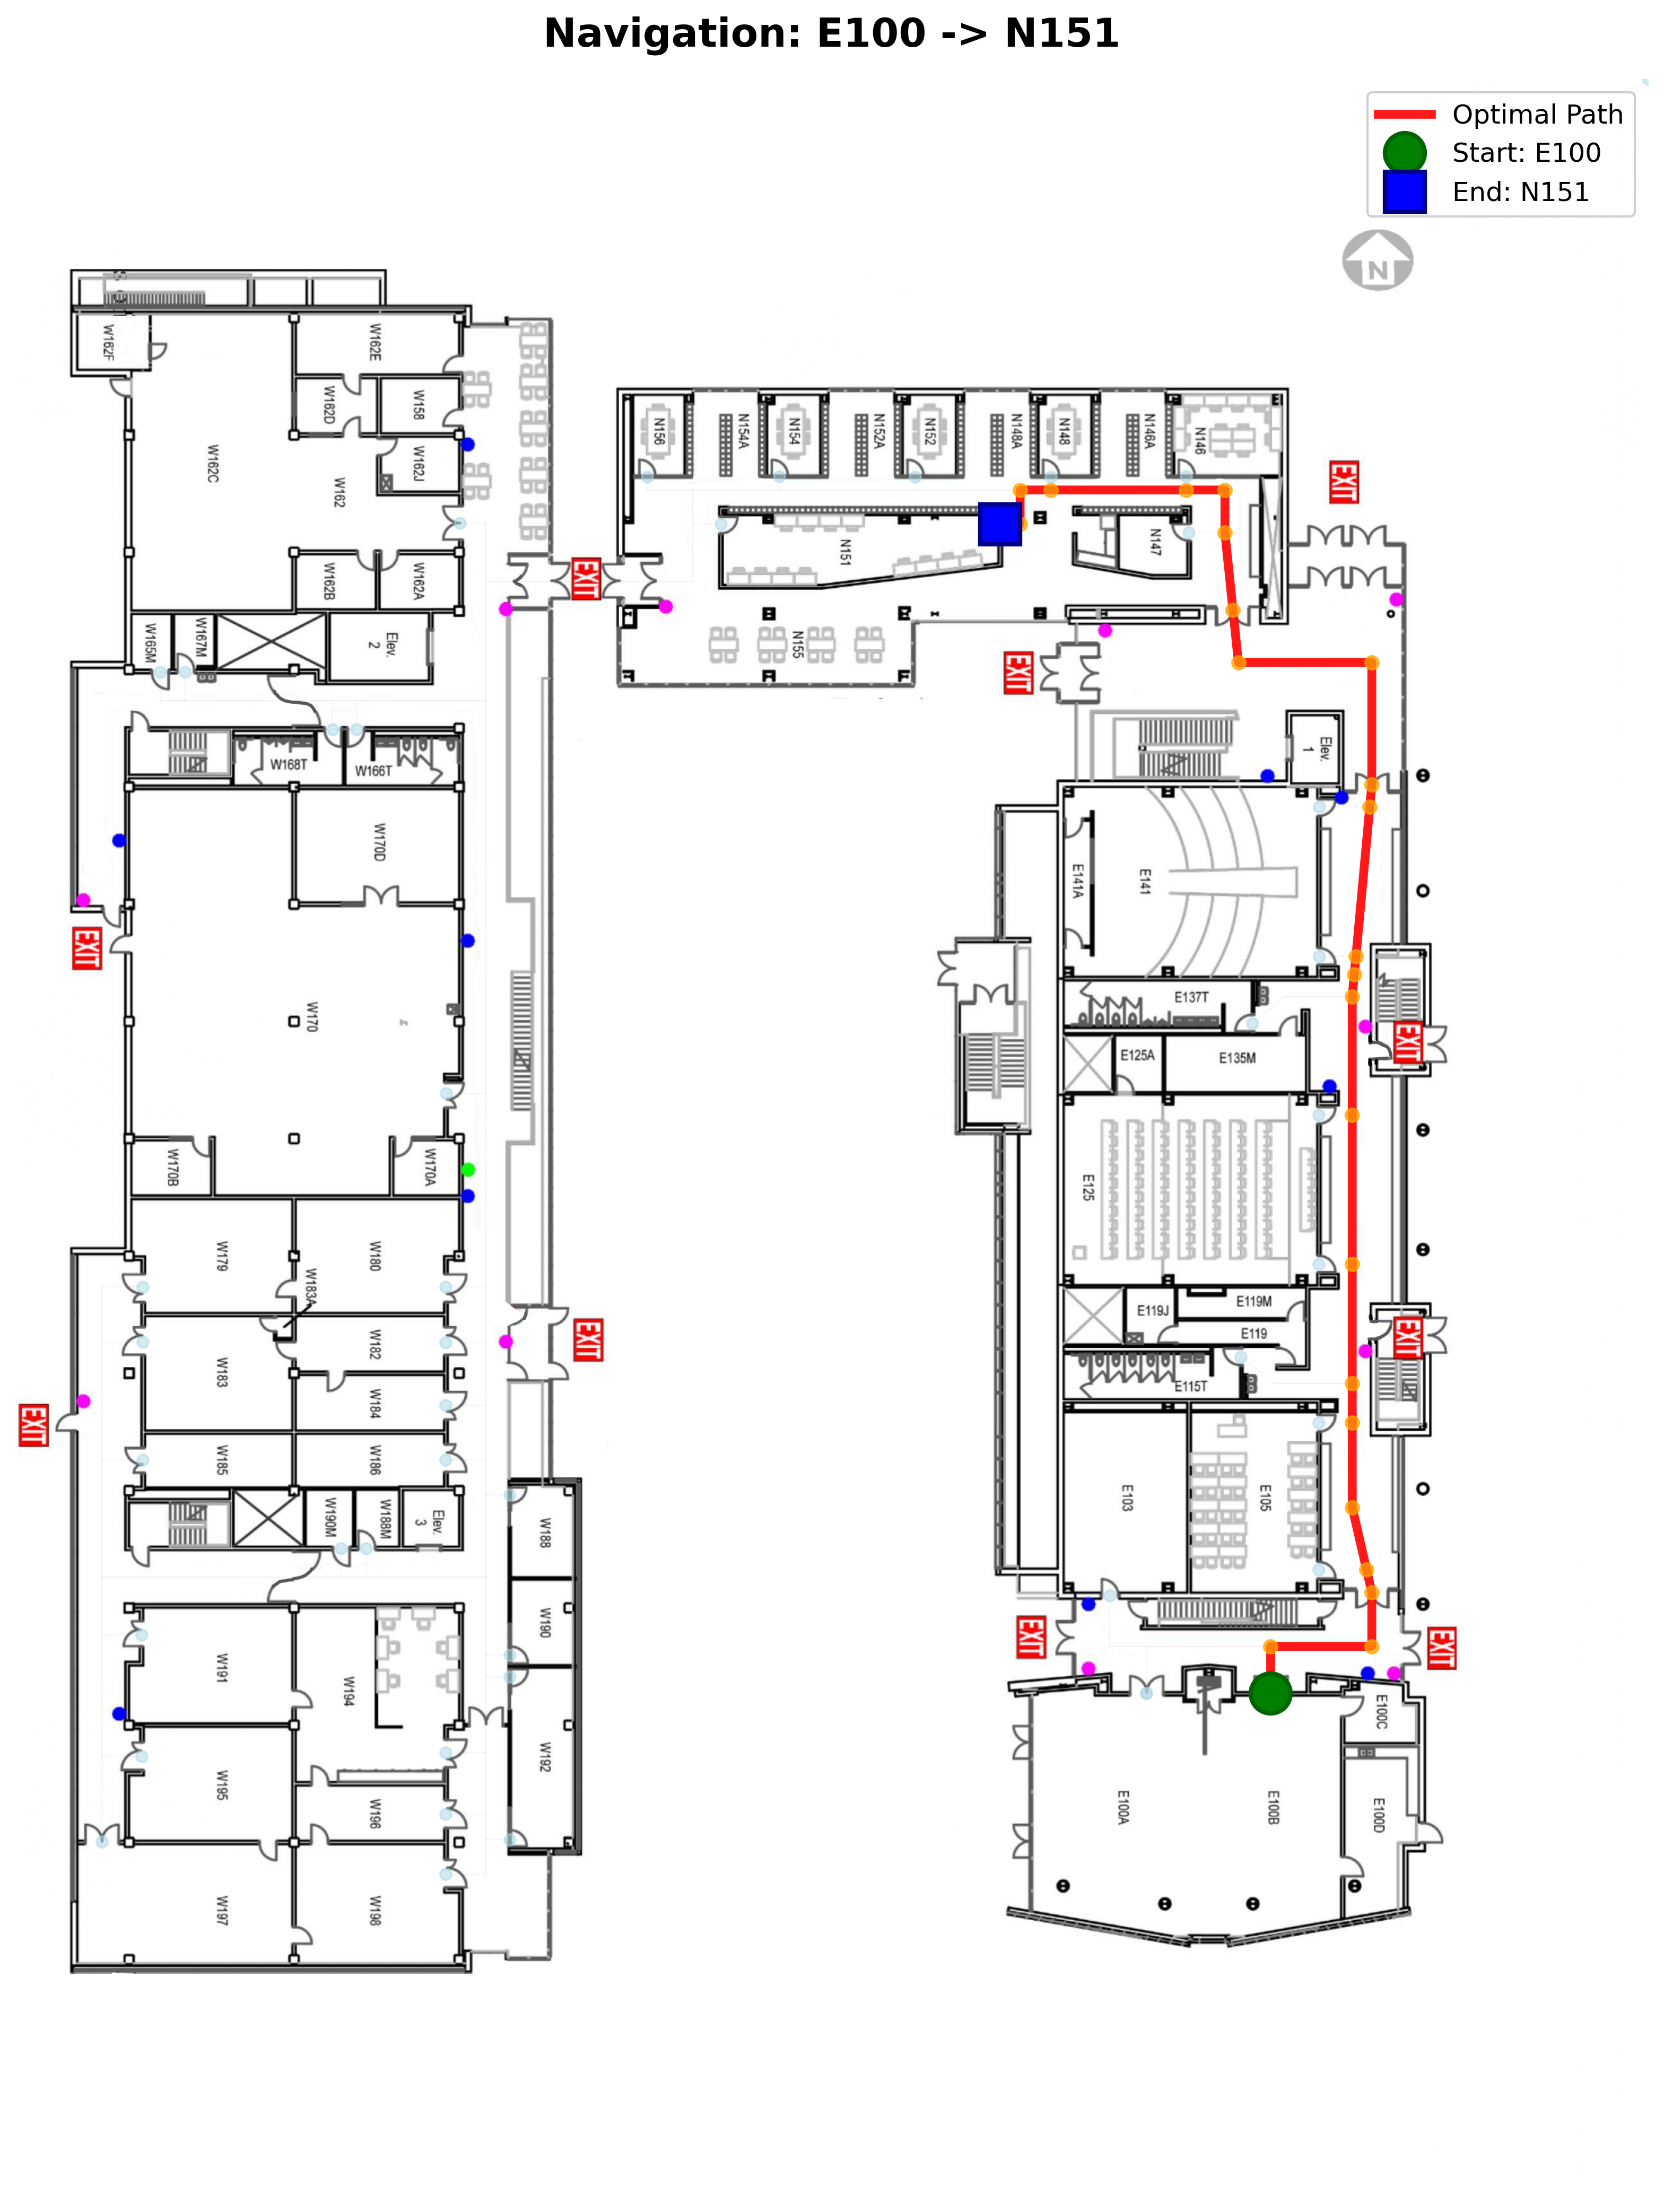 Navigation: E100 -> N151
Optimal Path
Start: E100
End: N151
N
W162F
W162E
W162D
W158
W162C
W162J
W162
W162B
W162A
W165M
W167M
Elev. 2
W168T
W166T
W170D
W170
W170B
W170A
W179
W180
W183A
W182
W183
W184
W185
W186
W190M
W188M
Elev. 3
W188
W190
W191
W194
W192
W195
W196
W197
W198
EXIT
EXIT
EXIT
EXIT
N156
N154A
N154
N152A
N152
N148A
N148
N146A
N146
N151
N147
N155
EXIT
EXIT
Elev. 1
E141A
E141
E137T
E125A
E135M
EXIT
E125
E119J
E119M
E119
EXIT
E115T
E103
E105
EXIT
EXIT
E100C
E100A
E100B
E100D